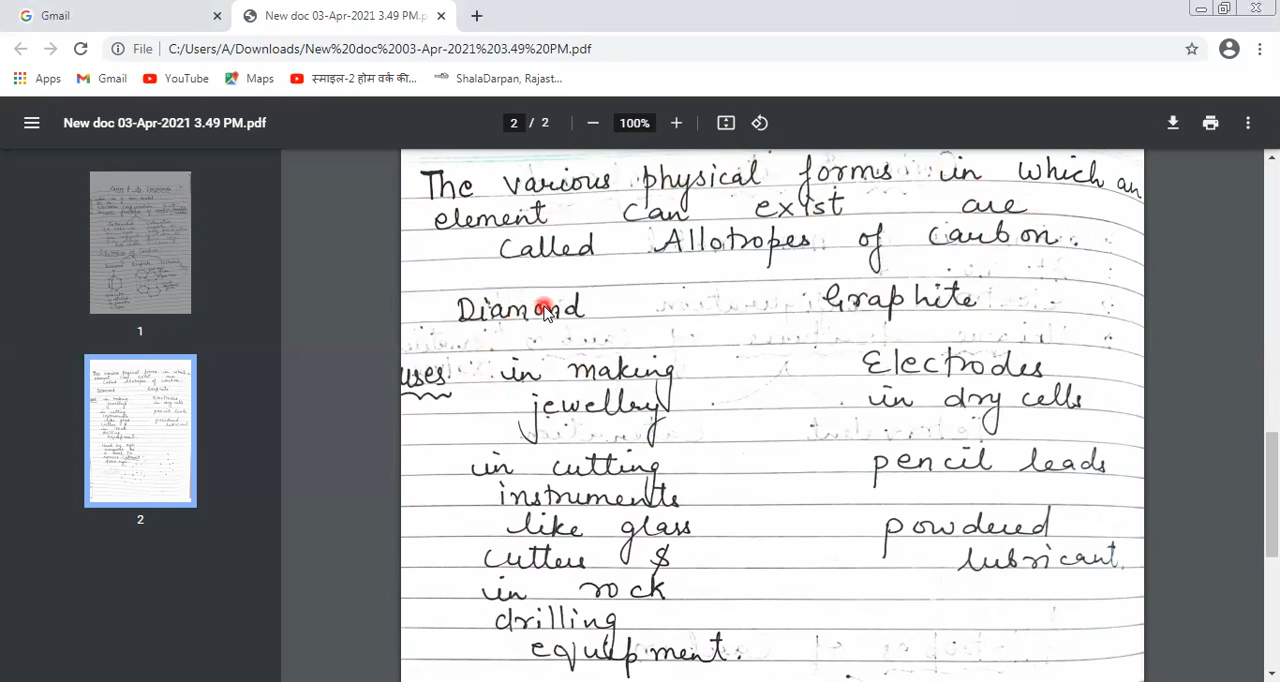 Gmail
New doc 03-Apr-2021 3.49 PM.pdf
File C:/Users/A/Downloads/New%20doc%2003-Apr-2021%203.49%20PM.pdf
Apps Gmail YouTube Maps स्माइल-2 होम वर्क की... ShalaDarpan, Rajast...
New doc 03-Apr-2021 3.49 PM.pdf 2 / 2 100%
1
2
The various physical forms in which an
element can exist are
called Allotropes of carbon.
Diamond Graphite
uses in making Electrodes
jewellery in dry cells
in cutting pencil leads
instruments
like glass powdered
cutters & lubricant.
in rock
drilling
equipment.